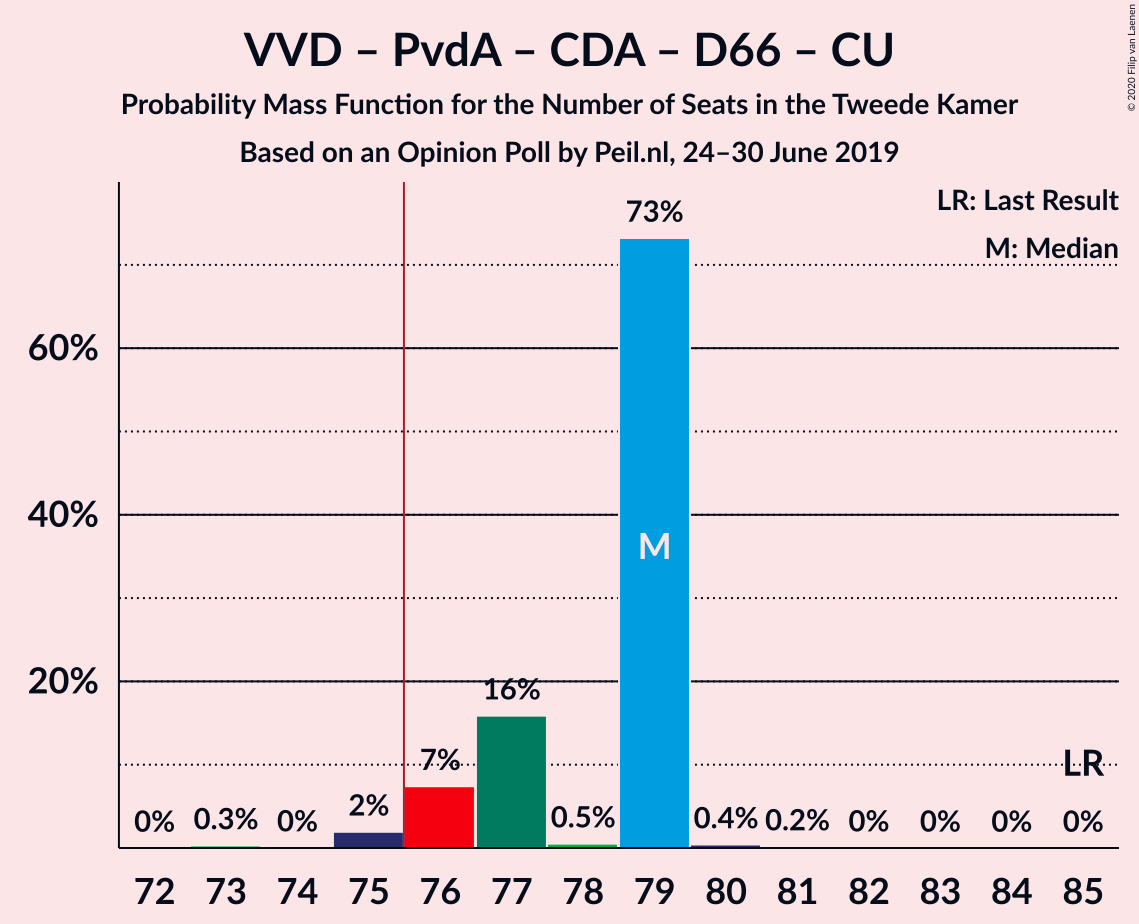 VVD – PvdA – CDA – D66 – CU
Probability Mass Function for the Number of Seats in the Tweede Kamer
Based on an Opinion Poll by Peil.nl, 24–30 June 2019
© 2020 Filip van Laenen
LR: Last Result
M: Median
73%
60%
M
40%
20%
16%
LR
7%
2%
0% 0.3% 0% 0.5% 0.4% 0.2% 0% 0% 0% 0%
72 73 74 75 76 77 78 79 80 81 82 83 84 85